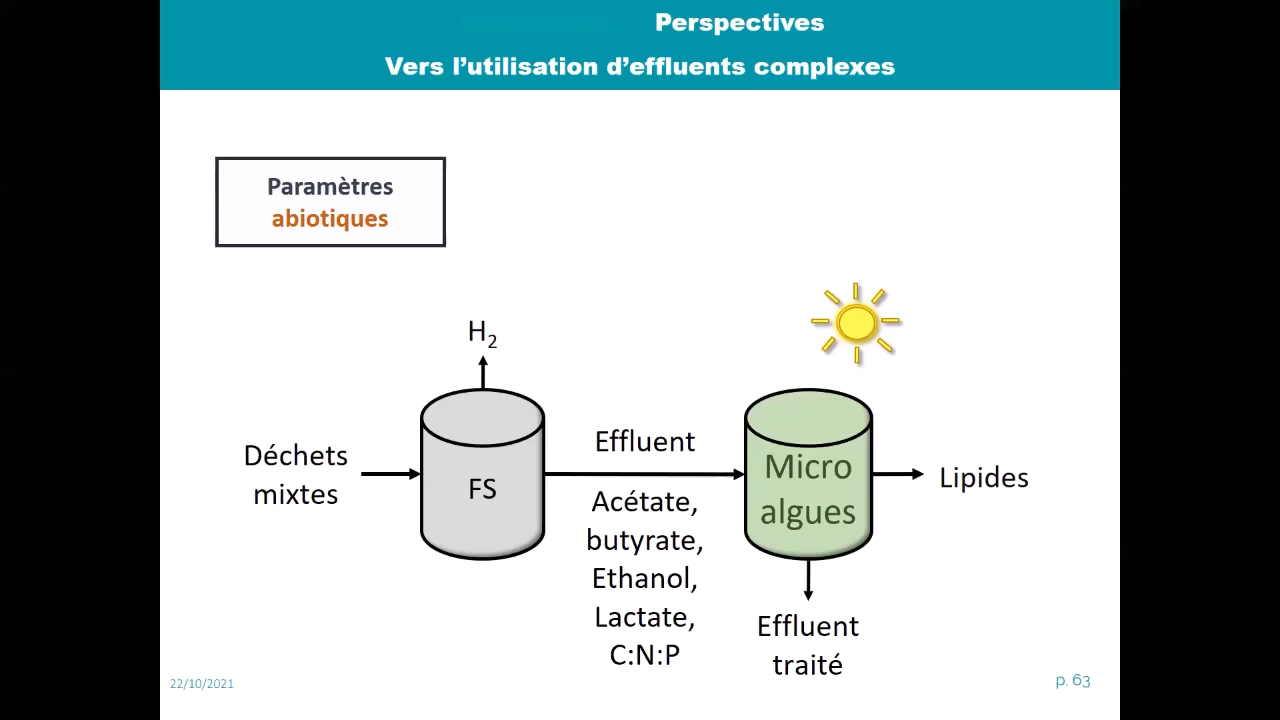 Perspectives
Vers l’utilisation d’effluents complexes
Paramètres
abiotiques
H₂
Déchets
mixtes
FS
Effluent
Acétate,
butyrate,
Ethanol,
Lactate,
C:N:P
Micro
algues
Lipides
Effluent
traité
22/10/2021
p. 63